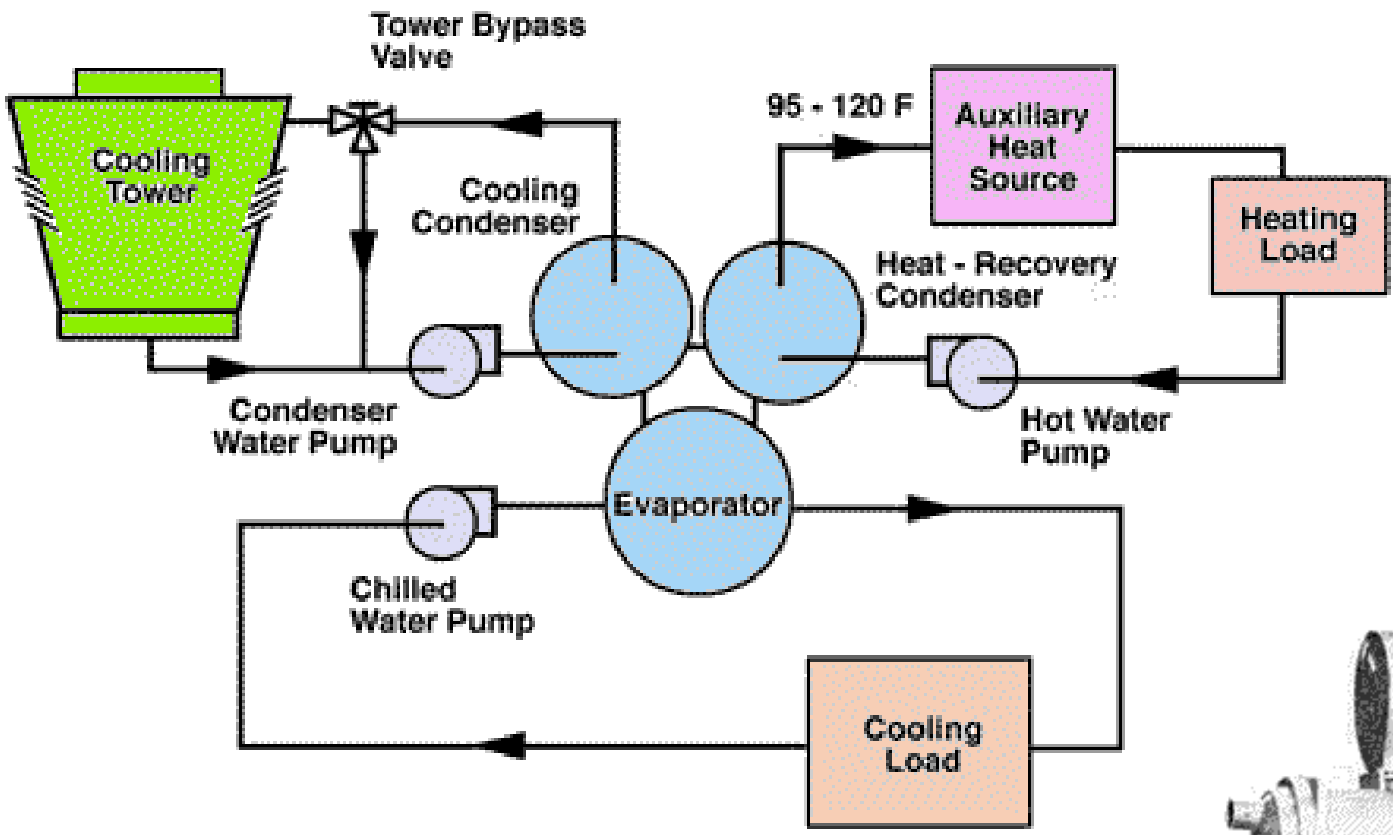 Tower Bypass
Valve
95 - 120 F
Auxiliary
Heat
Source
Cooling
Tower
Cooling
Condenser
Heating
Load
Heat - Recovery
Condenser
Condenser
Water Pump
Hot Water
Pump
Evaporator
Chilled
Water Pump
Cooling
Load